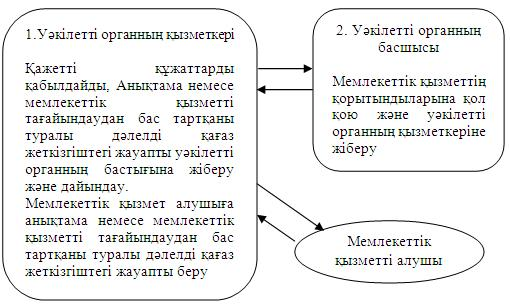 1.Уәкілетті органның қызметкері
Қажетті құжаттарды
қабылдайды, Анықтама немесе
мемлекеттік қызметті
тағайындаудан бас тартқаны
туралы дәлелді қағаз
жеткізгіштегі жауапты уәкілетті
органның бастығына жіберу
және дайындау.
Мемлекеттік қызмет алушыға
анықтама немесе мемлекеттік
қызметті тағайындаудан бас
тартқаны туралы дәлелді қағаз
жеткізгіштегі жауапты беру
2. Уәкілетті органның
басшысы
Мемлекеттік қызметтің
қорытындыларына қол
қою және уәкілетті
органның қызметкеріне
жіберу
Мемлекеттік
қызметті алушы